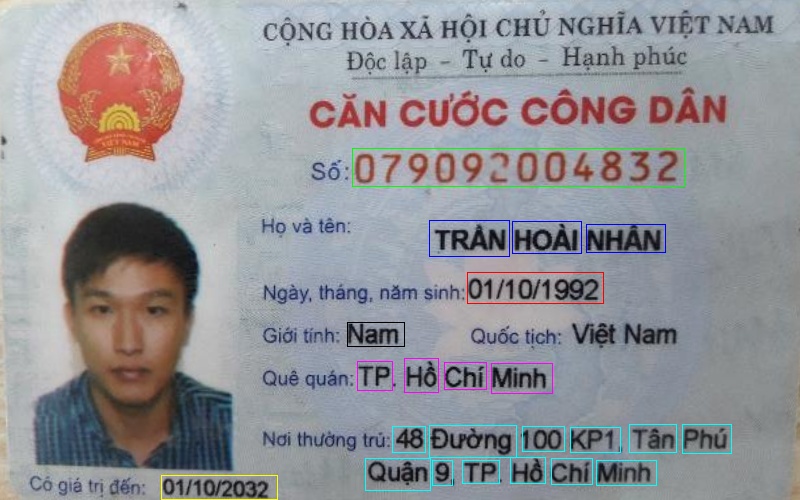 CỘNG HÒA XÃ HỘI CHỦ NGHĨA VIỆT NAM
Độc lập - Tự do - Hạnh phúc
CĂN CƯỚC CÔNG DÂN
Số: 079092004832
Họ và tên: TRẦN HOÀI NHÂN
Ngày, tháng, năm sinh: 01/10/1992
Giới tính: Nam Quốc tịch: Việt Nam
Quê quán: TP. Hồ Chí Minh
Nơi thường trú: 48 Đường 100 KP1, Tân Phú
Quận 9, TP. Hồ Chí Minh
Có giá trị đến: 01/10/2032